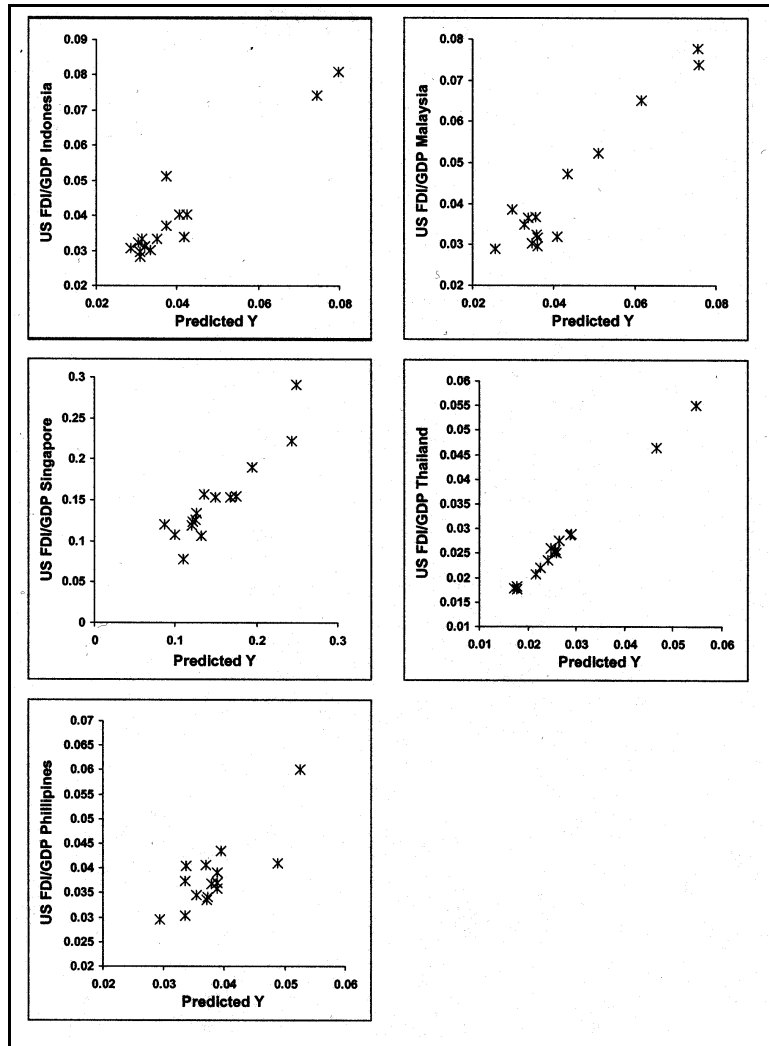 US FDI/GDP Indonesia
0.09
0.08
0.07
0.06
0.05
0.04
0.03
0.02
0.02 0.04 0.06 0.08
Predicted Y
US FDI/GDP Malaysia
0.08
0.07
0.06
0.05
0.04
0.03
0.02
0.02 0.04 0.06 0.08
Predicted Y
US FDI/GDP Singapore
0.3
0.25
0.2
0.15
0.1
0.05
0
0 0.1 0.2 0.3
Predicted Y
US FDI/GDP Thailand
0.06
0.055
0.05
0.045
0.04
0.035
0.03
0.025
0.02
0.015
0.01
0.01 0.02 0.03 0.04 0.05 0.06
Predicted Y
US FDI/GDP Phillipines
0.07
0.065
0.06
0.055
0.05
0.045
0.04
0.035
0.03
0.025
0.02
0.02 0.03 0.04 0.05 0.06
Predicted Y